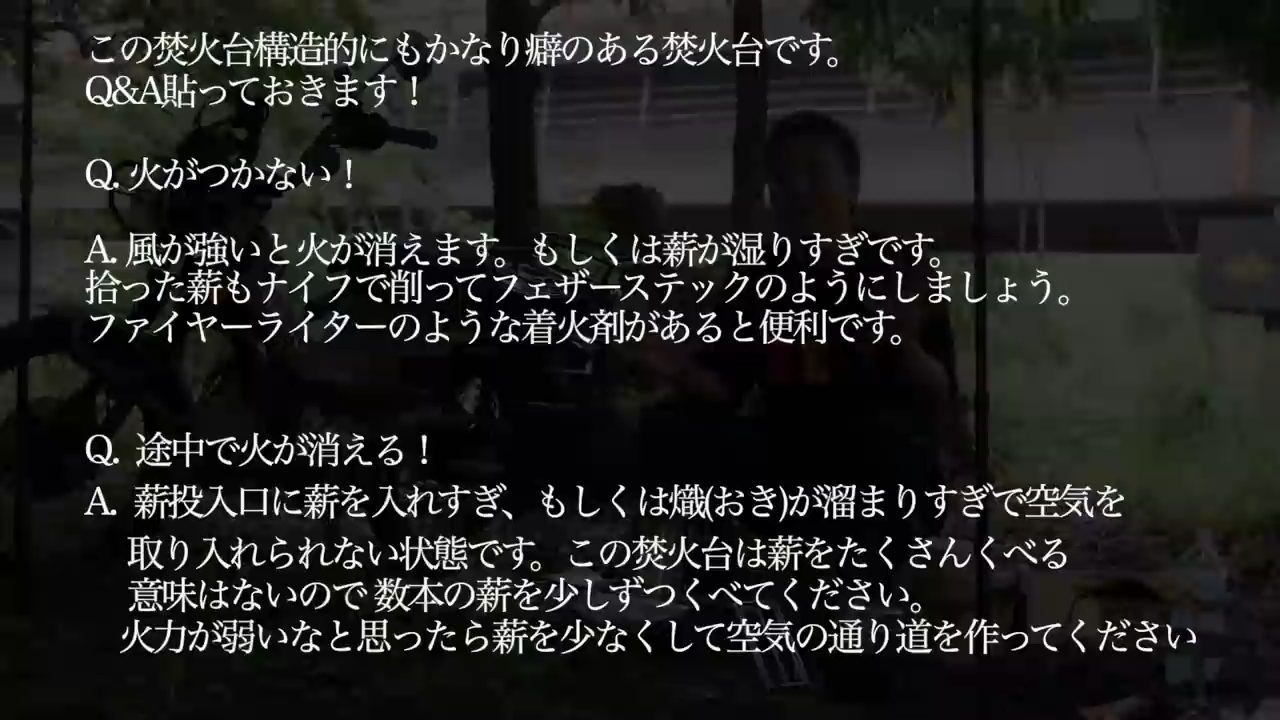 この焚火台構造的にもかなり癖のある焚火台です。
Q&A貼っておきます！
Q. 火がつかない！
A. 風が強いと火が消えます。もしくは薪が湿りすぎです。
拾った薪もナイフで削ってフェザースティックのようにしましょう。
ファイヤーライターのような着火剤があると便利です。
Q. 途中で火が消える！
A. 薪投入口に薪を入れすぎ、もしくは熾(おき)が溜まりすぎで空気を
取り入れられない状態です。この焚火台は薪をたくさんくべる
意味はないので 数本の薪を少しずつくべてください。
火力が弱いなと思ったら薪を少なくして空気の通り道を作ってください